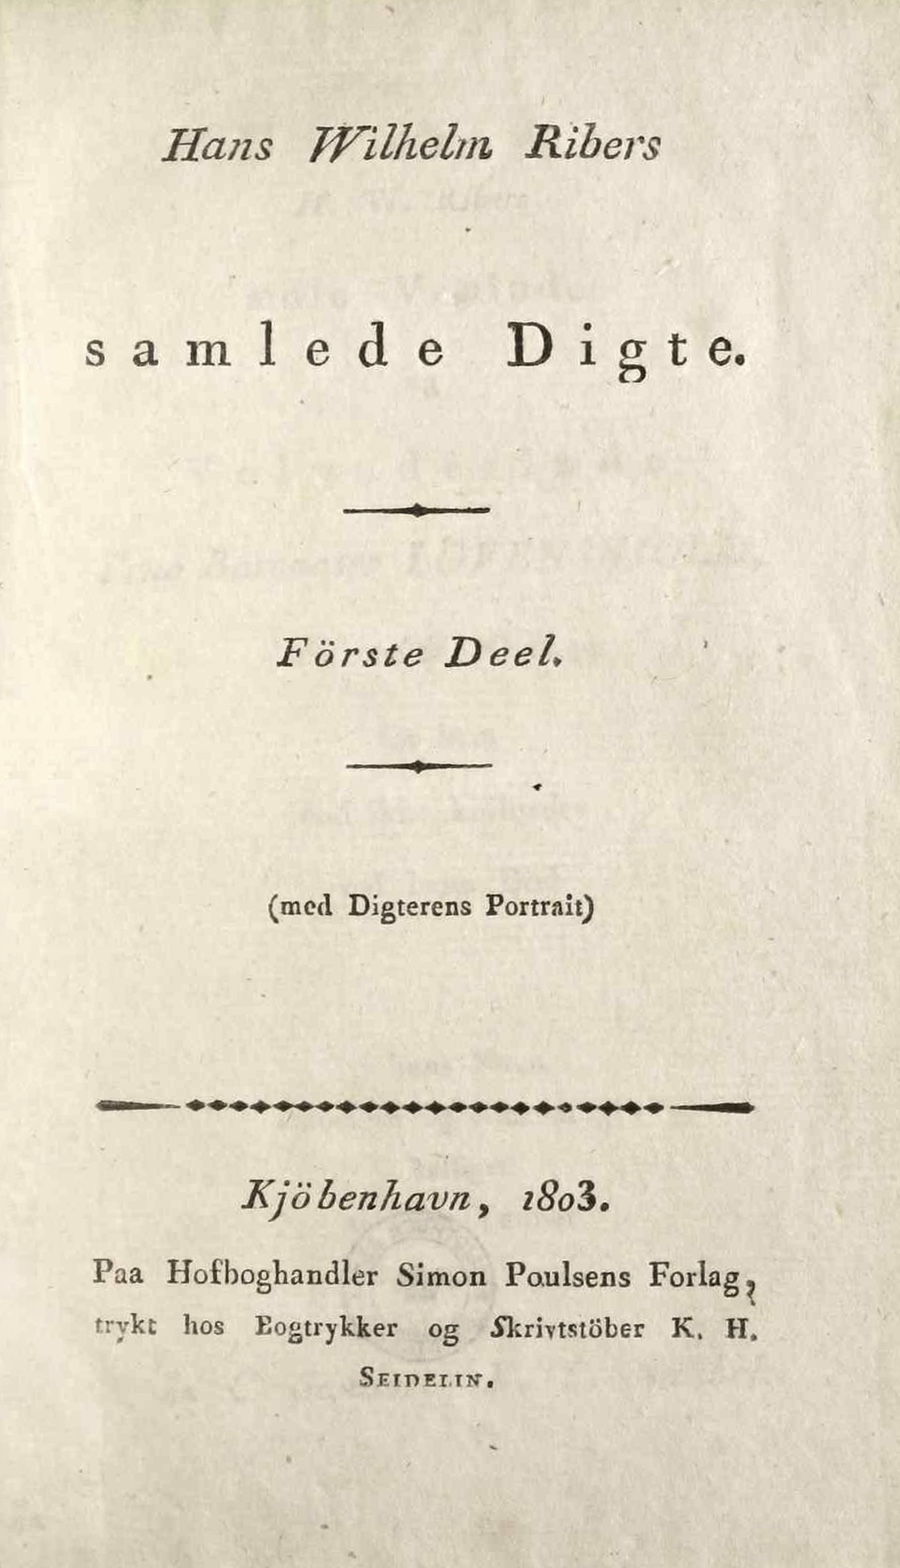 Hans Wilhelm Ribers
samlede Digte.
Förste Deel.
(med Digterens Portrait)
Kjöbenhavn, 1803.
Paa Hofboghandler Simon Poulsens Forlag,
trykt hos Bogtrykker og Skrivtstöber K. H.
SEIDELIN.